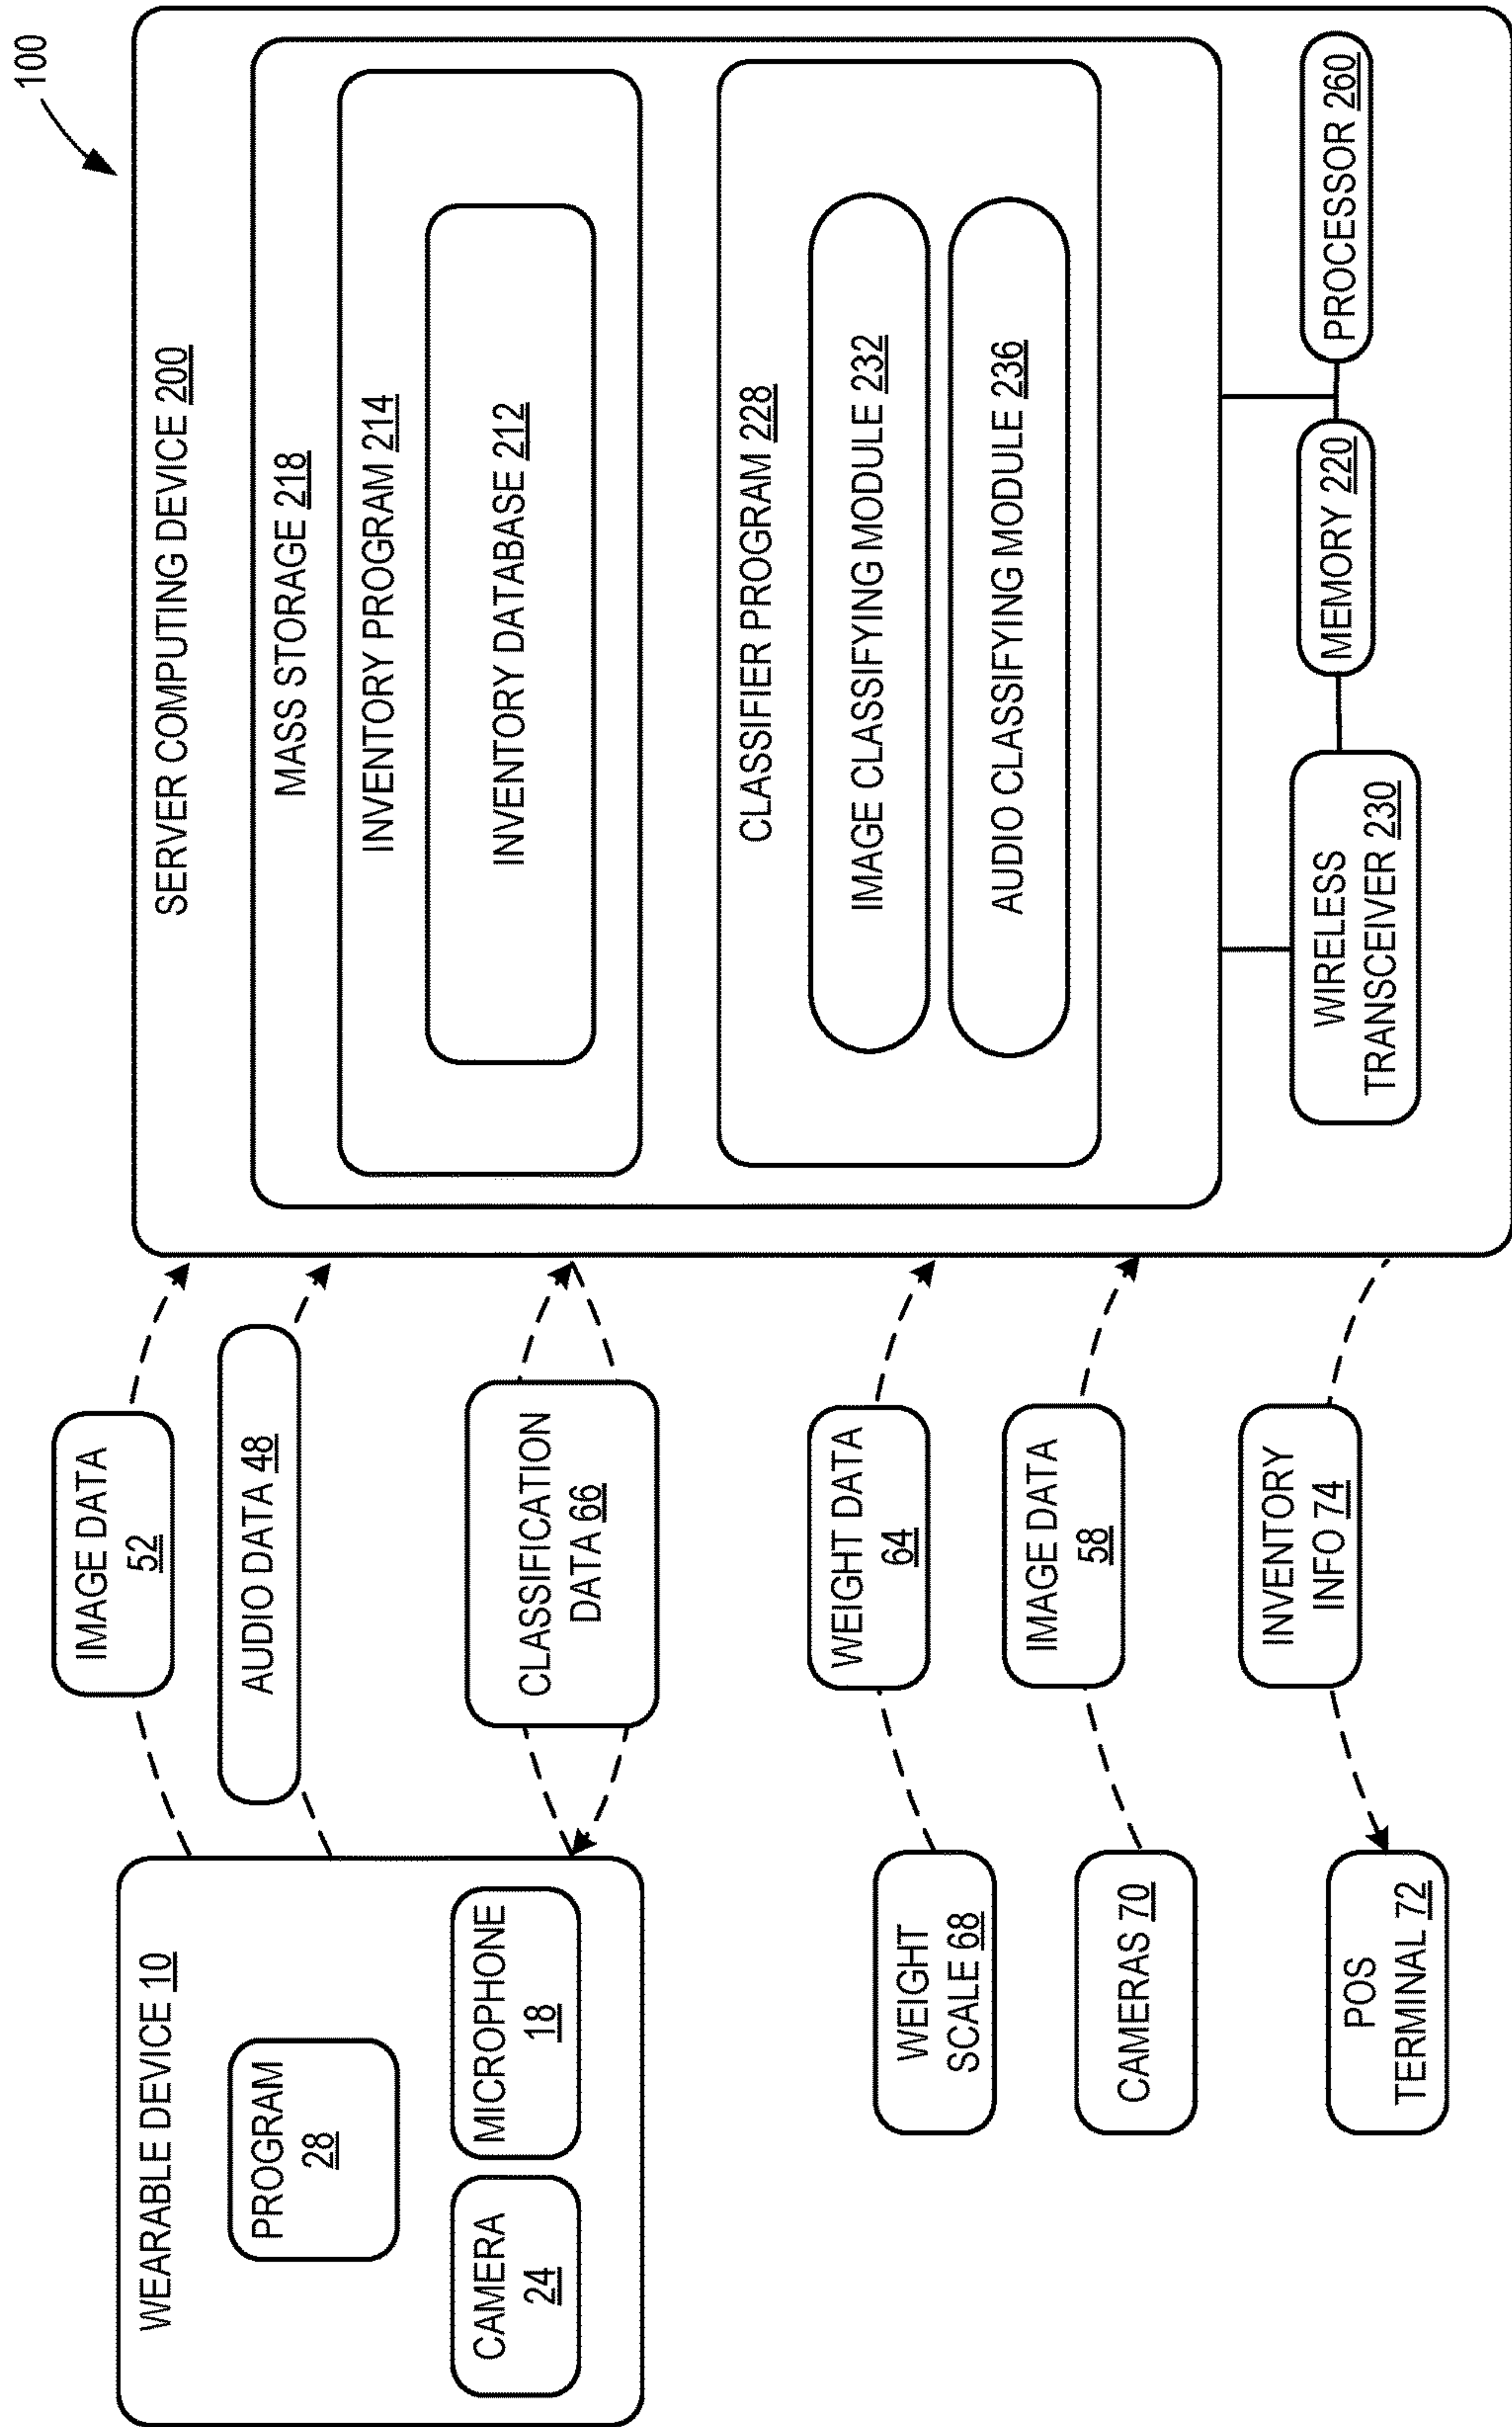 100
WEARABLE DEVICE 10
PROGRAM
28
CAMERA
24
MICROPHONE
18
IMAGE DATA
52
AUDIO DATA 48
CLASSIFICATION
DATA 66
WEIGHT
SCALE 68
WEIGHT DATA
64
CAMERAS 70
IMAGE DATA
58
POS
TERMINAL 72
INVENTORY
INFO 74
SERVER COMPUTING DEVICE 200
MASS STORAGE 218
INVENTORY PROGRAM 214
INVENTORY DATABASE 212
CLASSIFIER PROGRAM 228
IMAGE CLASSIFYING MODULE 232
AUDIO CLASSIFYING MODULE 236
WIRELESS
TRANSCEIVER 230
MEMORY 220
PROCESSOR 260